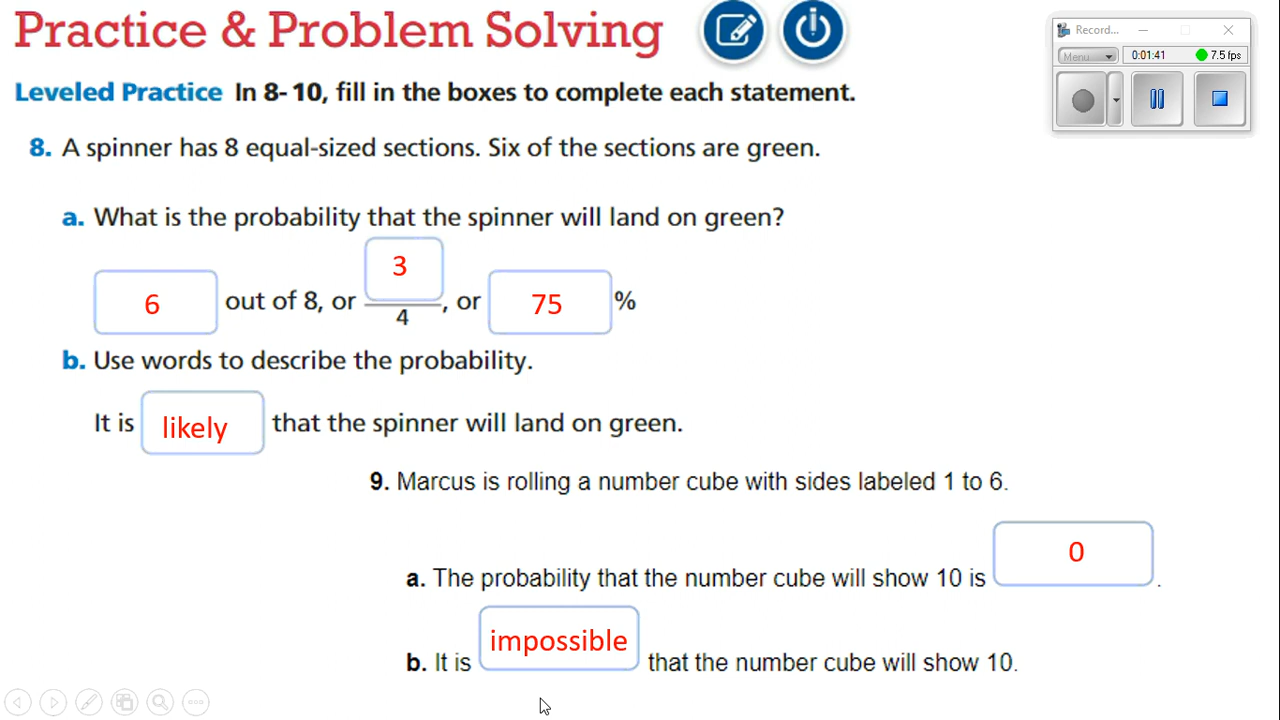 Practice & Problem Solving
Record...
Menu
0:01:41
7.5 fps
Leveled Practice In 8-10, fill in the boxes to complete each statement.
8. A spinner has 8 equal-sized sections. Six of the sections are green.
a. What is the probability that the spinner will land on green?
6 out of 8, or 3/4, or 75 %
b. Use words to describe the probability.
It is likely that the spinner will land on green.
9. Marcus is rolling a number cube with sides labeled 1 to 6.
a. The probability that the number cube will show 10 is 0.
b. It is impossible that the number cube will show 10.